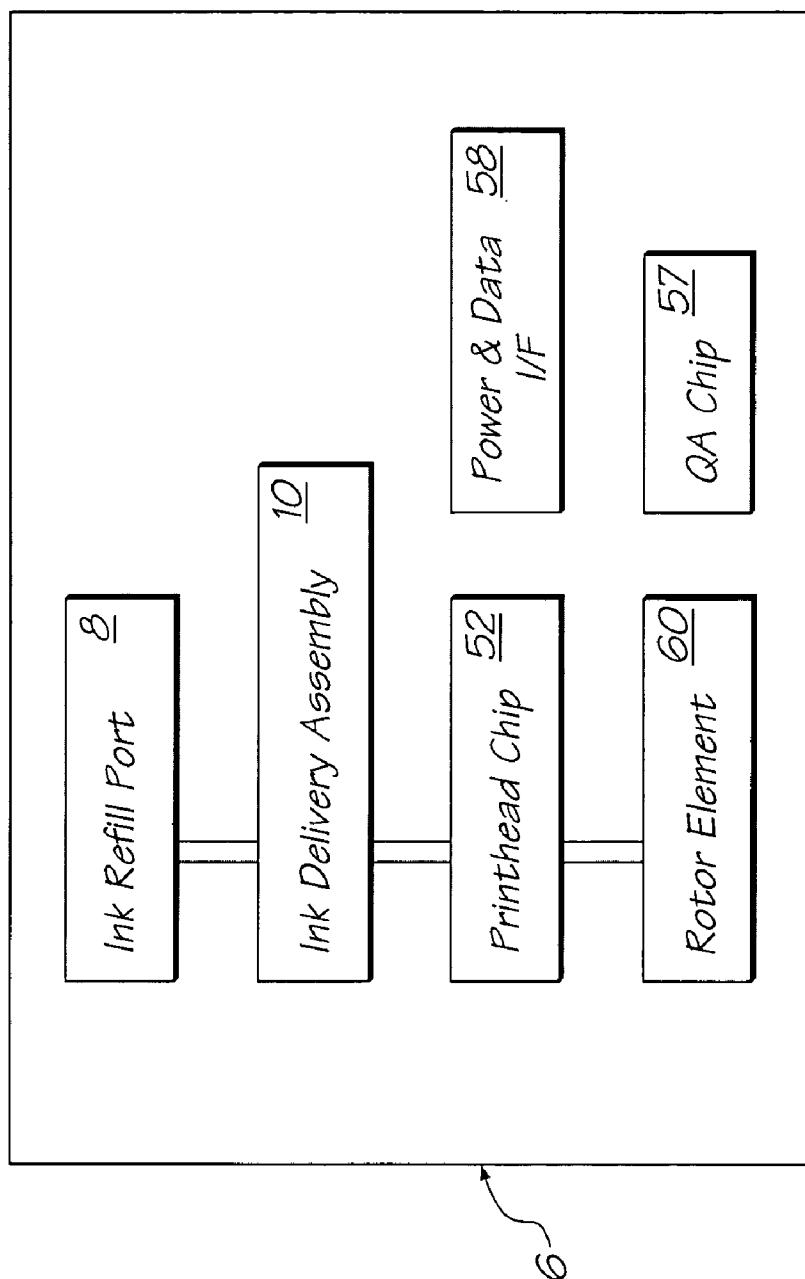 Ink Refill Port 8
Ink Delivery Assembly 10
Printhead Chip 52
Power & Data 58
I/F
Rotor Element 60
QA Chip 57
6